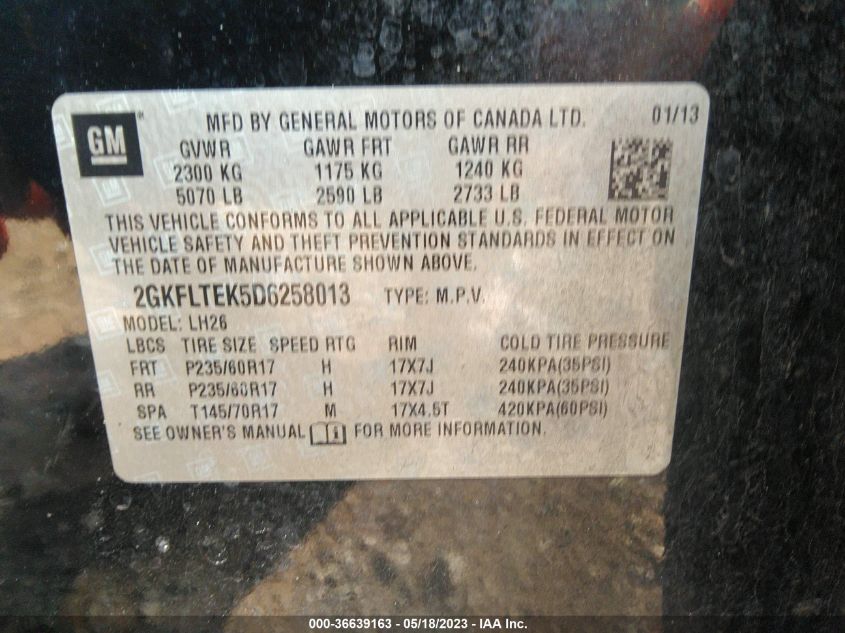 GM
MFD BY GENERAL MOTORS OF CANADA LTD. 01/13
GVWR GAWR FRT GAWR RR
2300 KG 1175 KG 1240 KG
5070 LB 2590 LB 2733 LB
THIS VEHICLE CONFORMS TO ALL APPLICABLE U.S. FEDERAL MOTOR
VEHICLE SAFETY AND THEFT PREVENTION STANDARDS IN EFFECT ON
THE DATE OF MANUFACTURE SHOWN ABOVE.
2GKFLTEK5D6258013 TYPE: M.P.V.
MODEL: LH26
LBCS TIRE SIZE SPEED RTG RIM COLD TIRE PRESSURE
FRT P235/60R17 H 17X7J 240KPA(35PSI)
RR P235/60R17 H 17X7J 240KPA(35PSI)
SPA T145/70R17 M 17X4.5T 420KPA(60PSI)
SEE OWNER'S MANUAL FOR MORE INFORMATION.
000-36639163 - 05/18/2023 - IAA Inc.